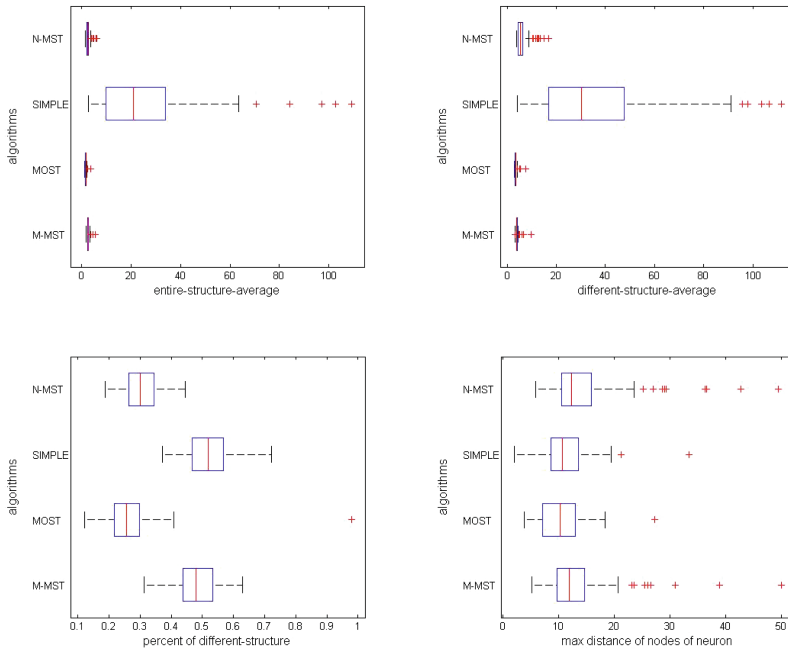 N-MST
SIMPLE
MOST
M-MST
algorithms
0 20 40 60 80 100
entire-structure-average
N-MST
SIMPLE
MOST
M-MST
algorithms
0 20 40 60 80 100
different-structure-average
N-MST
SIMPLE
MOST
M-MST
algorithms
0.1 0.2 0.3 0.4 0.5 0.6 0.7 0.8 0.9 1
percent of different-structure
N-MST
SIMPLE
MOST
M-MST
algorithms
0 10 20 30 40 50
max distance of nodes of neuron